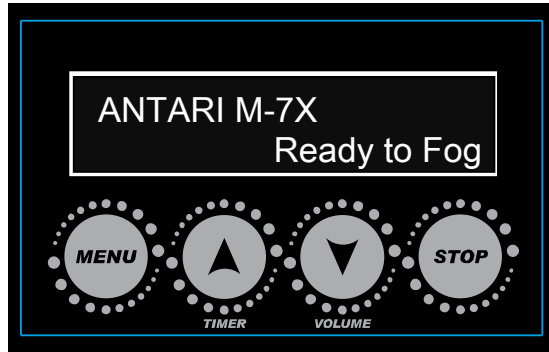 ANTARI M-7X
Ready to Fog
MENU
STOP
TIMER
VOLUME